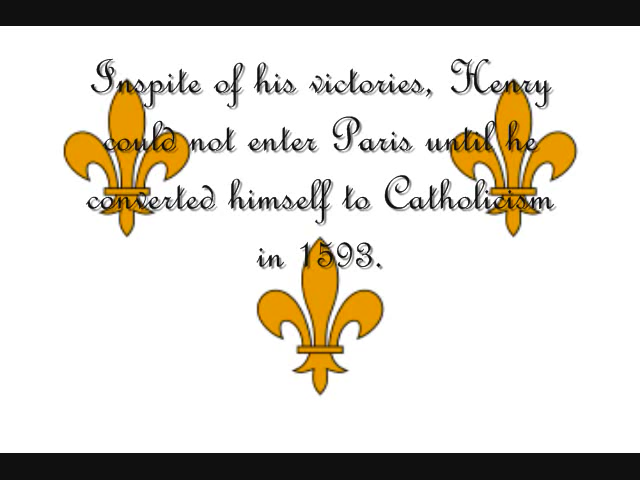 Inspite of his victories, Henry
could not enter Paris until he
converted himself to Catholicism
in 1593.